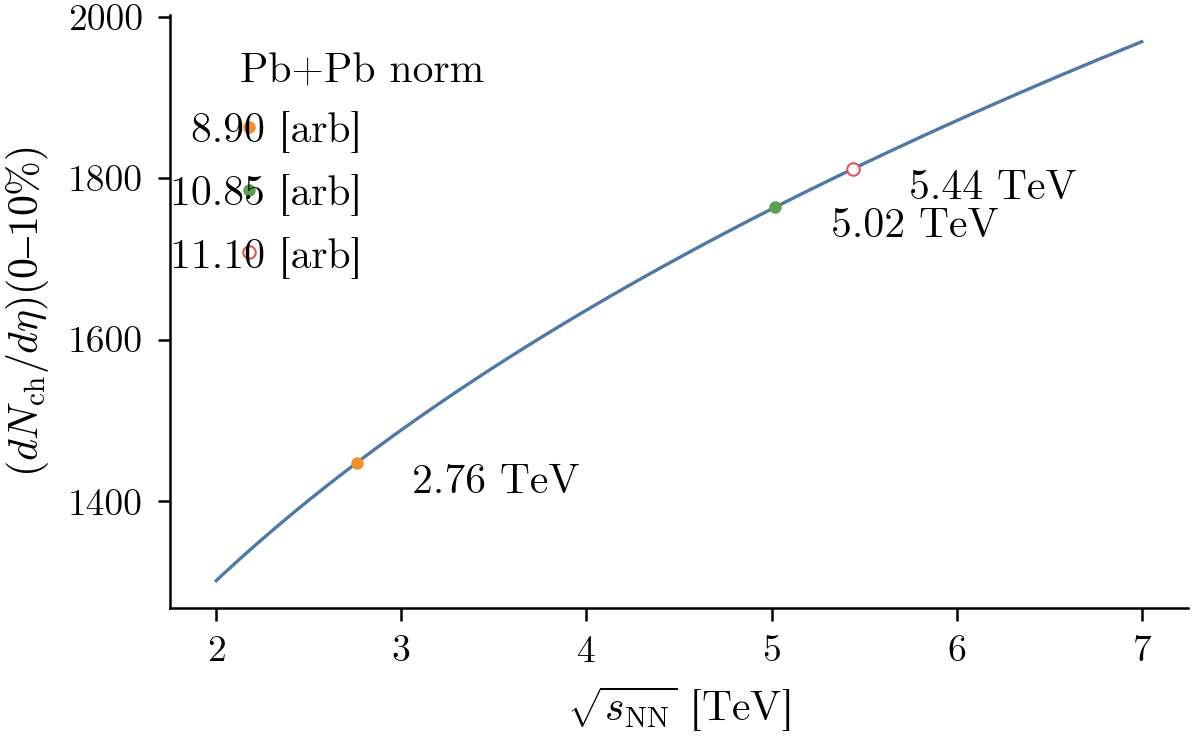 2000
Pb+Pb norm
8.90 [arb]
1800
10.85 [arb]
5.44 TeV
5.02 TeV
11.10 [arb]
(dN_ch/dη)(0–10%)
1600
2.76 TeV
1400
2 3 4 5 6 7
√s_NN [TeV]